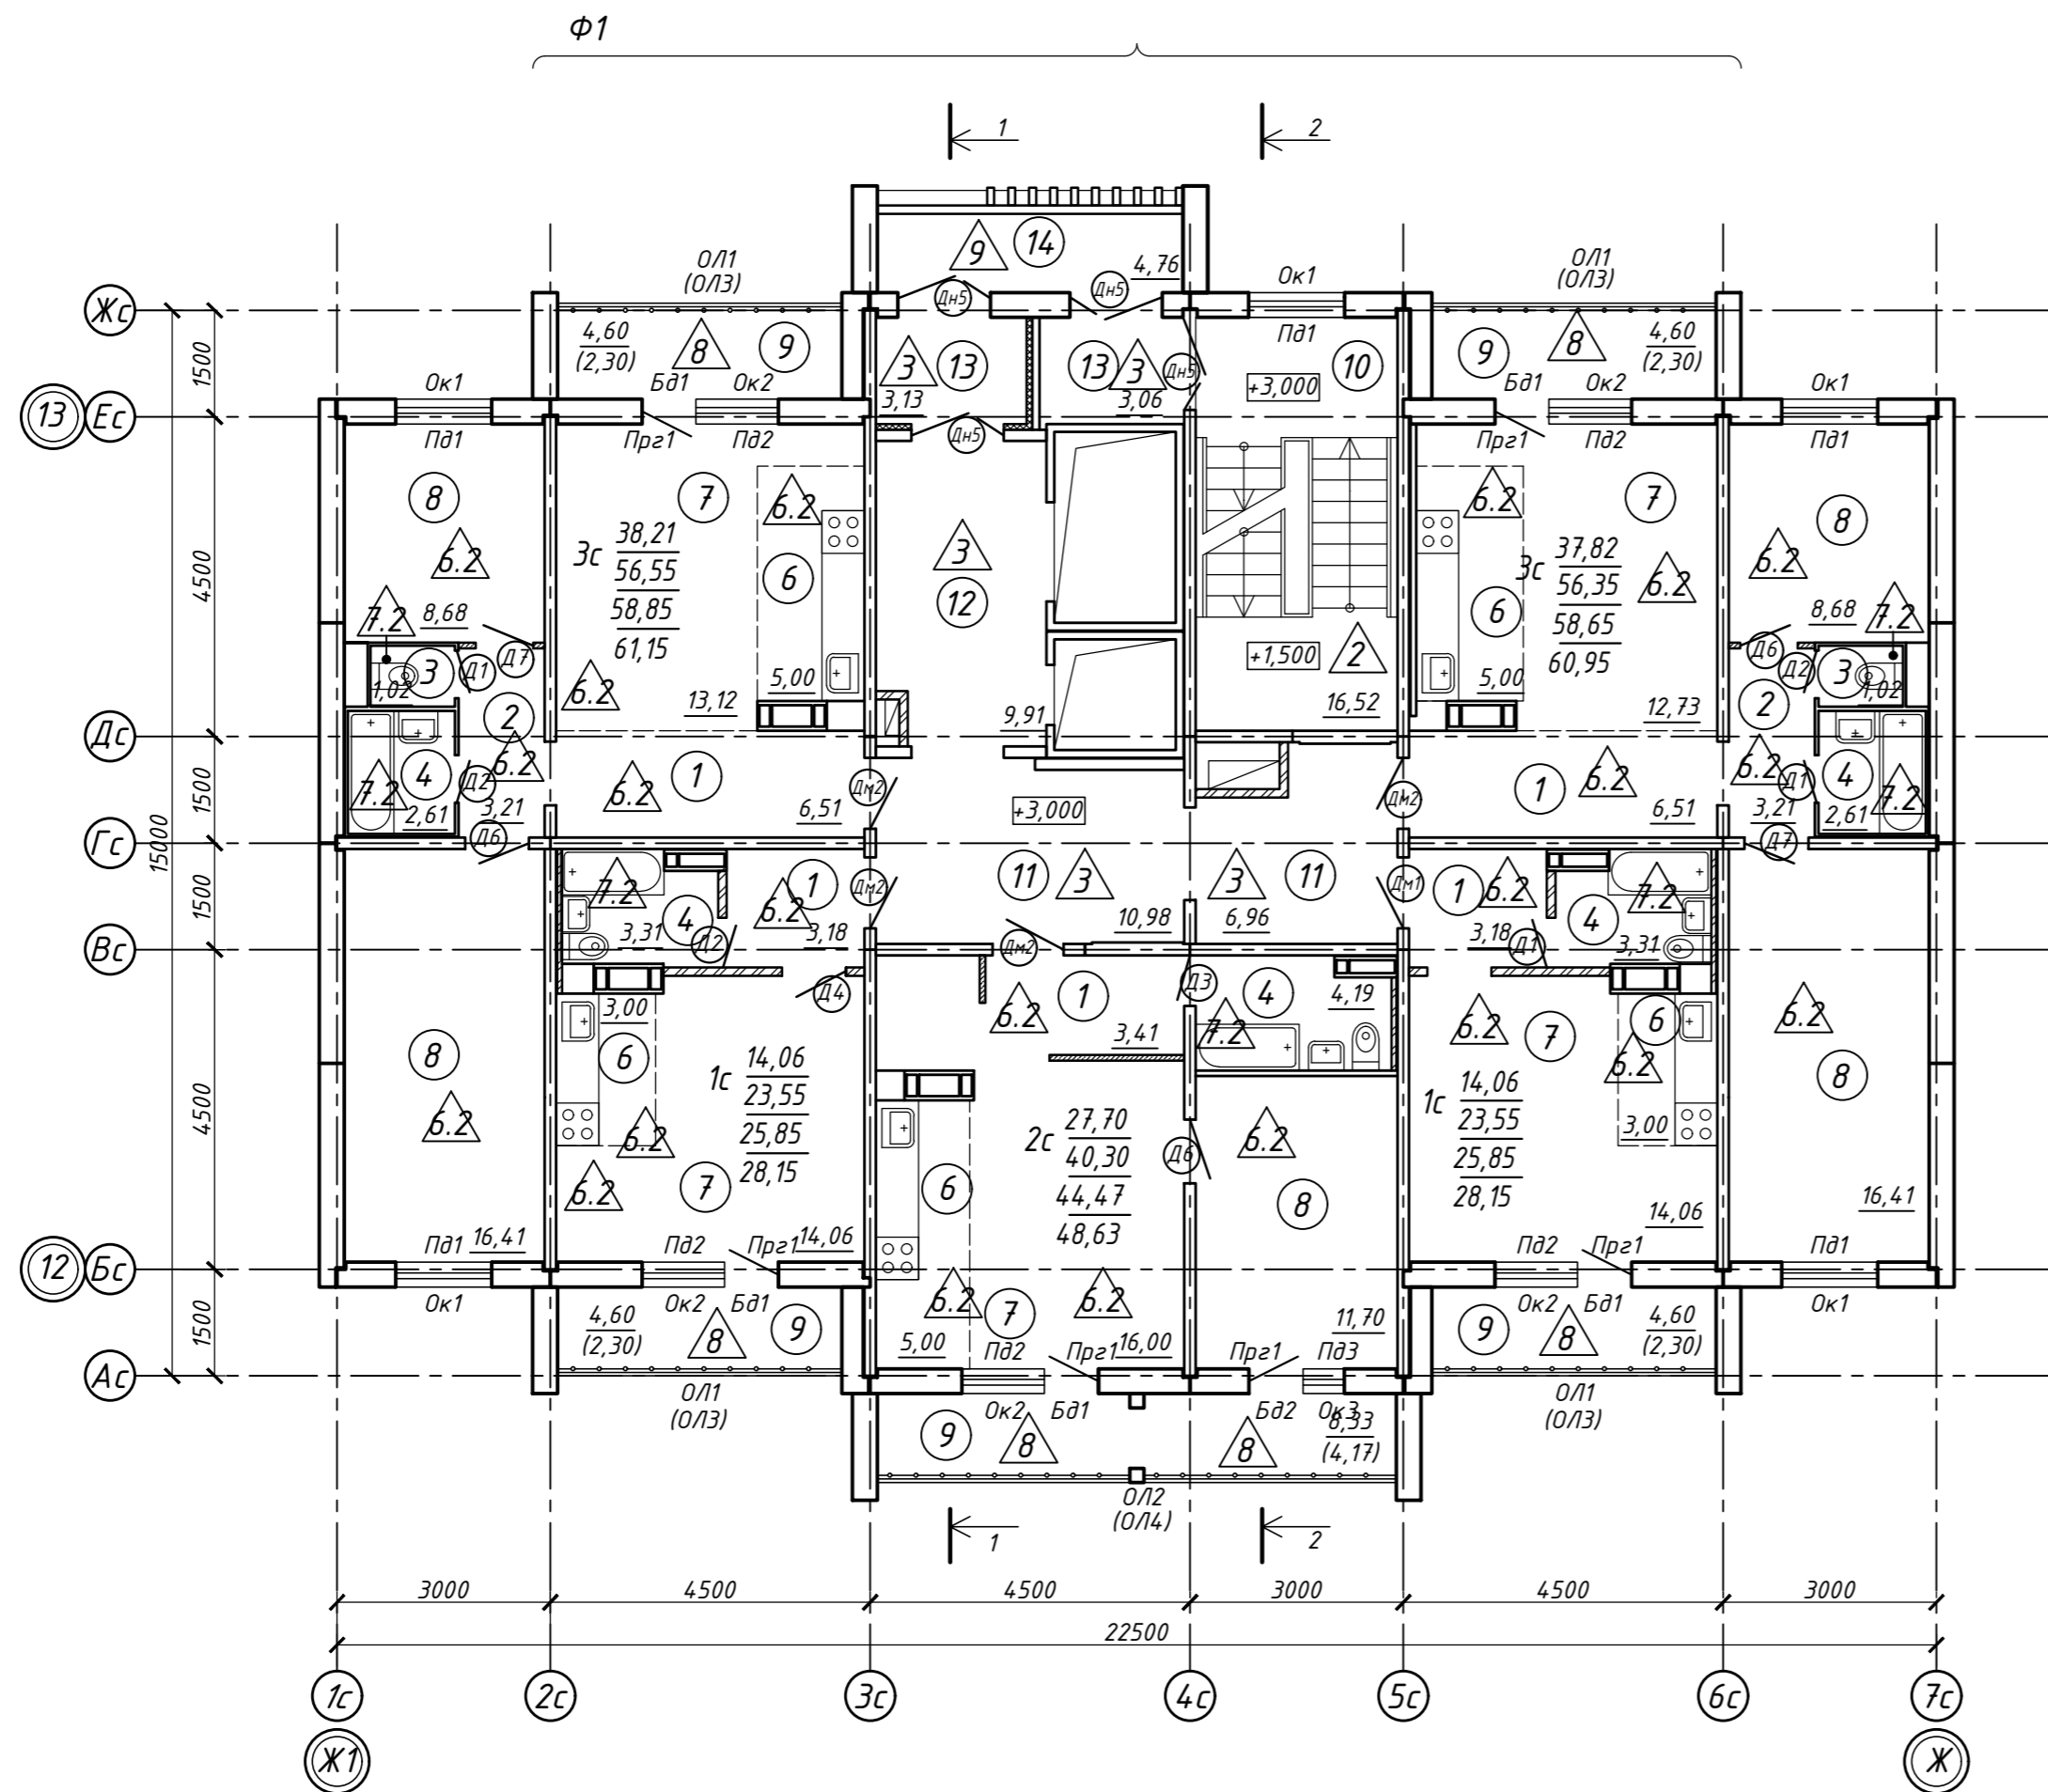 Ф1
1
2
14
9
4,76
ОЛ1
(ОЛ3)
Дн5
Дн5
Ок1
ОЛ1
(ОЛ3)
Жс
4,60
(2,30)
8
9
3
13
13
3
Дн5
Пд1
10
9
8
4,60
(2,30)
1500
Ок1
Бд1
Ок2
3,13
3,06
+3,000
Бд1
Ок2
Ок1
13
Ес
Пд1
Прг1
Пд2
Дн5
Прг1
Пд2
Пд1
8
7
6.2
6.2
7
8
4500
6.2
3с
38,21
56,55
58,85
61,15
6
3
12
3с
37,82
56,35
58,65
60,95
6
6.2
6.2
7.2
8,68
8,68
7.2
3
Д1
Д7
1,02
6.2
5,00
13,12
+1,500
2
5,00
Д6
Д2
3
1,02
2
16,52
12,73
2
Дс
9,91
6.2
4
Д2
7.2
6.2
1
Дм2
Дм2
1
6.2
6.2
Д1
4
7.2
1500
2,61
3,21
6,51
+3,000
6,51
3,21
2,61
15000
Гс
Д6
Д7
7.2
1
Дм2
11
3
3
11
Дм1
1
6.2
7.2
1500
6.2
4
3,31
Д2
3,18
10,98
6,96
3,18
Д1
4
3,31
Вс
Дм2
Д4
1
Д3
4
4,19
3,00
6.2
7.2
6.2
6
6.2
8
6
1с
14,06
23,55
25,85
28,15
3,41
7
6.2
8
4500
6.2
6.2
6.2
7
2с
27,70
40,30
44,47
48,63
6
Д6
6.2
8
1с
14,06
23,55
25,85
28,15
3,00
16,41
Пд1
16,41
Пд2
Прг1
14,06
14,06
Пд2
Прг1
Пд1
12
Бс
Ок1
Ок2
Бд1
6.2
7
6.2
Ок2
Бд1
Ок1
1500
4,60
(2,30)
8
9
5,00
Пд2
Прг1
16,00
Прг1
Пд3
11,70
9
8
4,60
(2,30)
Ас
ОЛ1
(ОЛ3)
9
Ок2
Бд1
8
Бд2
Ок3
8
8,33
(4,17)
ОЛ1
(ОЛ3)
ОЛ2
(ОЛ4)
1
2
3000
4500
4500
3000
4500
3000
22500
1с
2с
3с
4с
5с
6с
7с
Ж1
Ж